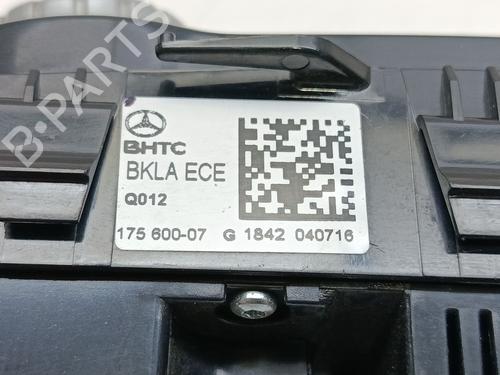 B-PARTS
BHTC
BKLA ECE
Q012
175 600-07 G 1842 040716